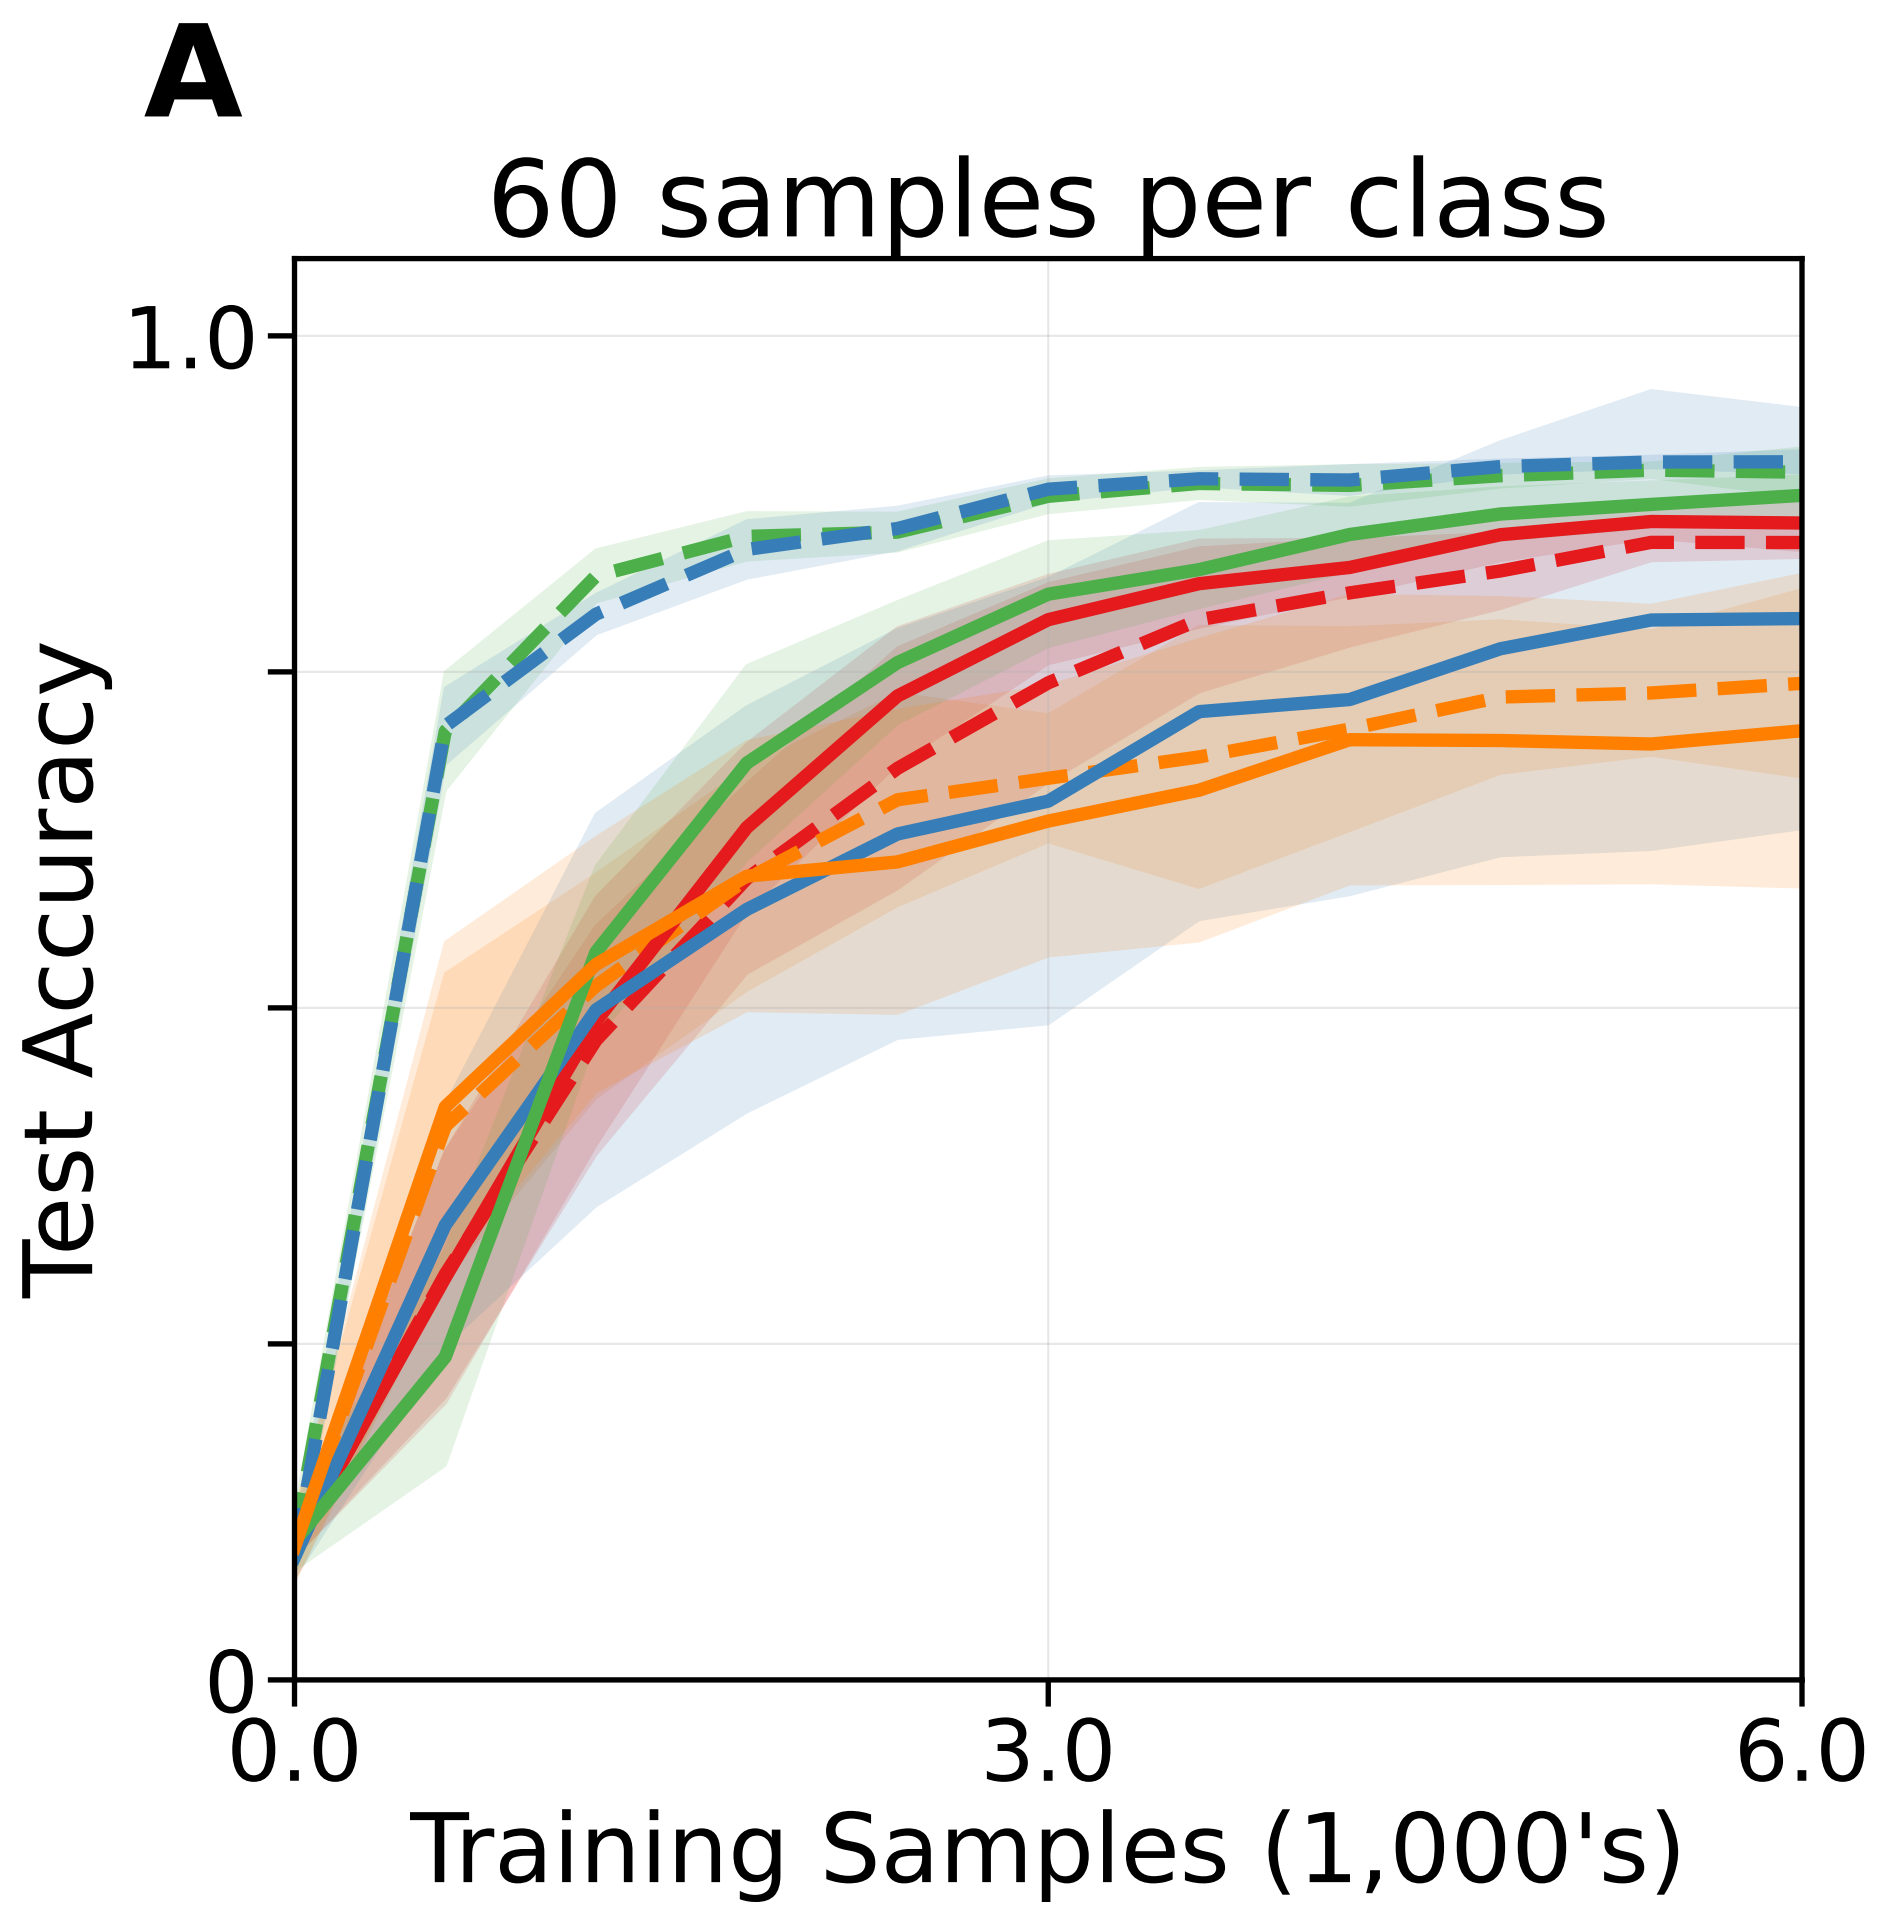 A
60 samples per class
1.0
Test Accuracy
0
0.0 3.0 6.0
Training Samples (1,000's)